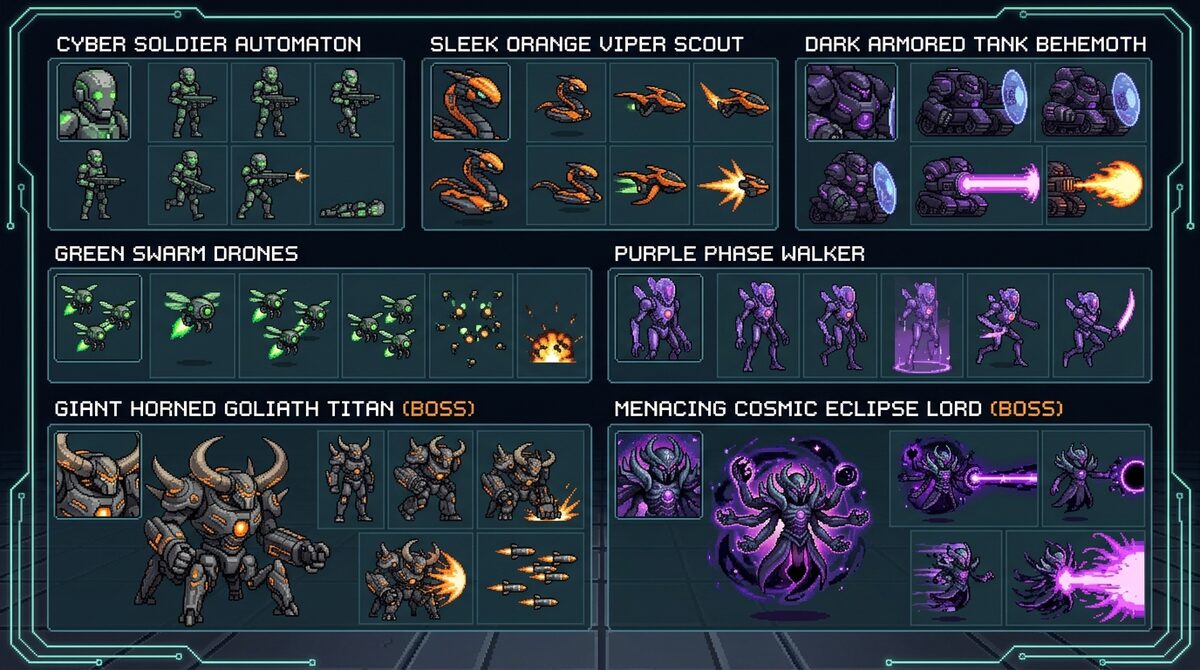 CYBER SOLDIER AUTOMATON
SLEEK ORANGE VIPER SCOUT
DARK ARMORED TANK BEHEMOTH
GREEN SWARM DRONES
PURPLE PHASE WALKER
GIANT HORNED GOLIATH TITAN (BOSS)
MENACING COSMIC ECLIPSE LORD (BOSS)